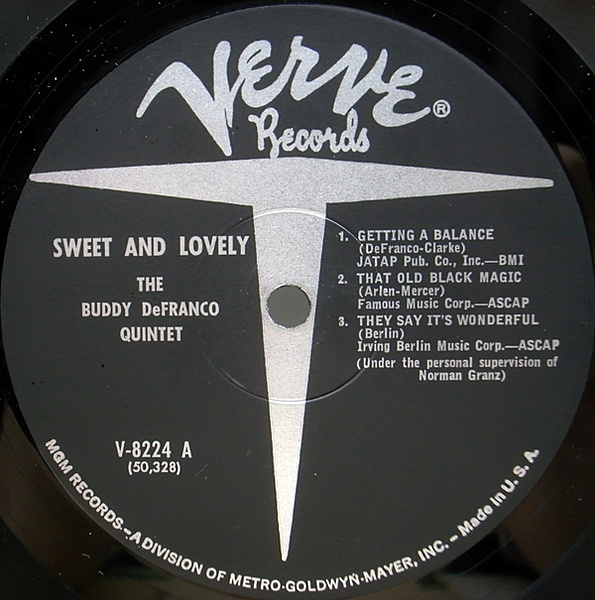 Verve®
Records
SWEET AND LOVELY
THE
BUDDY DeFRANCO
QUINTET
1. GETTING A BALANCE
(DeFranco-Clarke)
JATAP Pub. Co., Inc.—BMI
2. THAT OLD BLACK MAGIC
(Arlen-Mercer)
Famous Music Corp.—ASCAP
3. THEY SAY IT'S WONDERFUL
(Berlin)
Irving Berlin Music Corp.—ASCAP
(Under the personal supervision of
Norman Granz)
V-8224 A
(50,328)
MGM RECORDS—A DIVISION OF METRO-GOLDWYN-MAYER, INC. – Made in U. S. A.